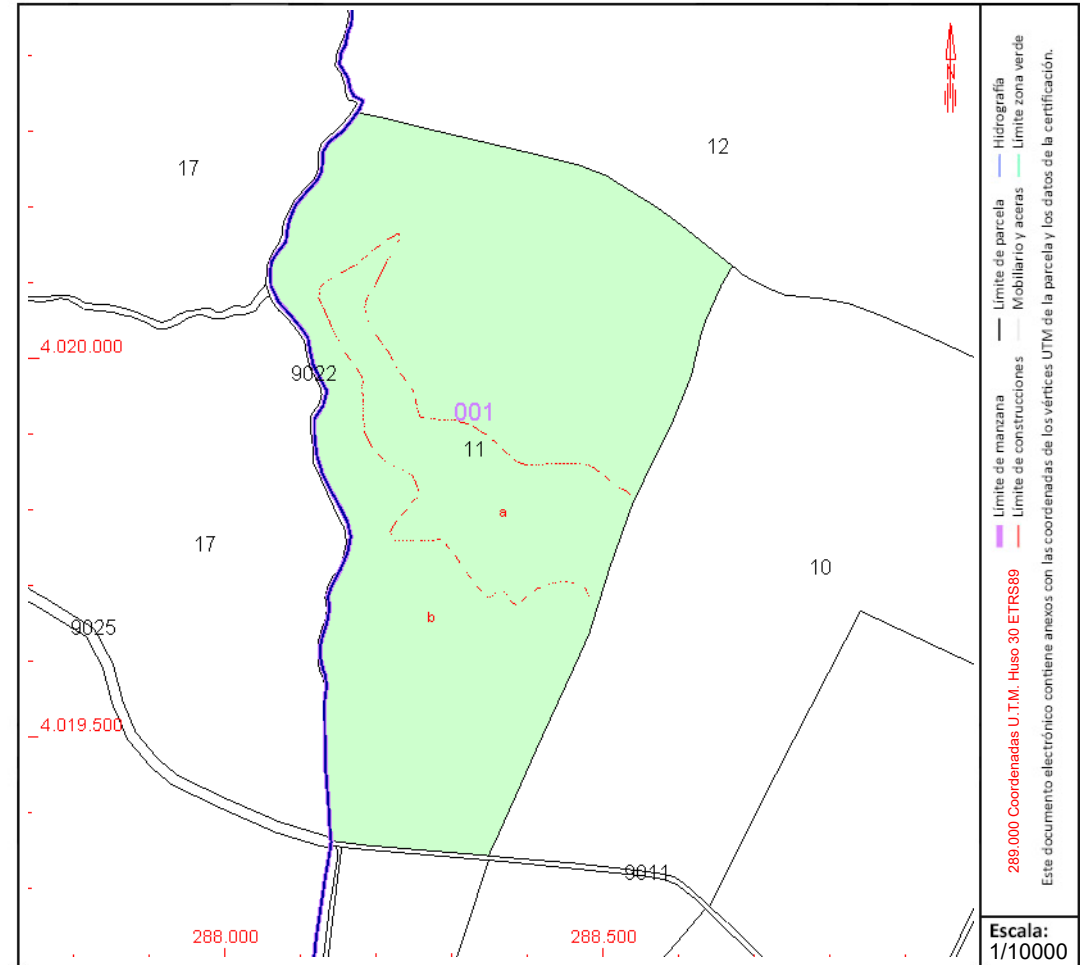 12
17
4.020.000
9022
001
11
a
17
10
b
9025
4.019.500
9011
288.000
288.500
N
Límite de manzana
Límite de parcela
Hidrografía
Límite de construcciones
Mobiliario y aceras
Límite zona verde
289.000 Coordenadas U.T.M. Huso 30 ETRS89
Este documento electrónico contiene anexos con las coordenadas de los vértices UTM de la parcela y los datos de la certificación.
Escala:
1/10000